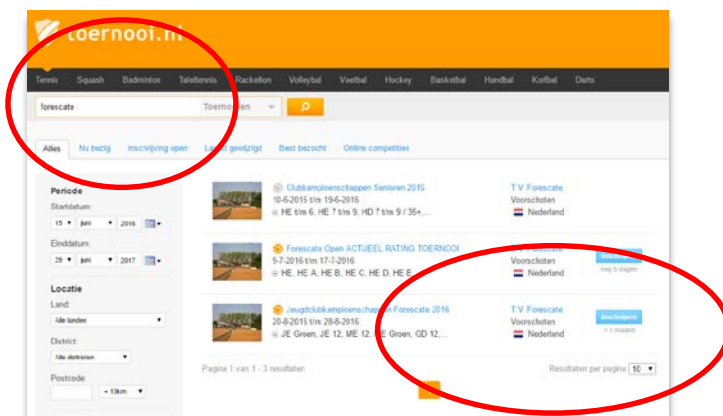 toernooi.nl
Tennis Squash Badminton Tafeltennis Racketlon Volleybal Voetbal Hockey Basketbal Handbal Korfbal Darts
forescate Toernooien
Alles Nu bezig Inschrijving open Laatst gewijzigd Best bezocht Online competities
Periode
Startdatum:
15 juni 2016
Einddatum:
29 juni 2017
Locatie
Land:
Alle landen
District:
Alle districten
Postcode:
+ 10km
Clubkampioenschappen Senioren 2016
10-6-2016 t/m 19-6-2016
HE t/m 6, HE 7 t/m 9, HD 7 t/m 9 / 35+,...
T.V. Forescate
Voorschoten
Nederland
Forescate Open ACTUEEL RATING TOERNOOI
9-7-2016 t/m 17-7-2016
HE, HE A, HE B, HE C, HE D, HE E
T.V. Forescate
Voorschoten
Nederland
Inschrijven
nog 5 dagen
Jeugdclubkampioenschappen Forescate 2016
20-8-2016 t/m 28-8-2016
JE Groen, JE 12, ME 12, ME Groen, GD 12,...
T.V. Forescate
Voorschoten
Nederland
Inschrijven
+ 1 maand
Pagina 1 van 1 - 3 resultaten
Resultaten per pagina 10